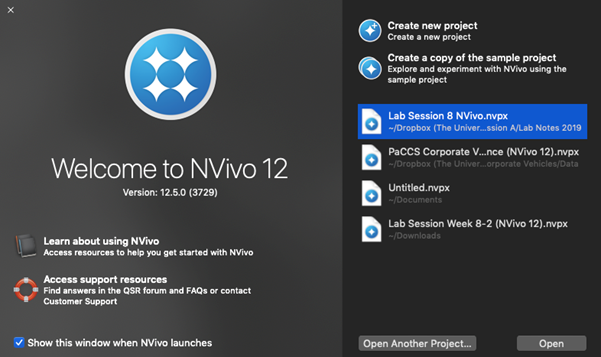 Welcome to NVivo 12
Version: 12.5.0 (3729)
Learn about using NVivo
Access resources to help you get started with NVivo
Access support resources
Find answers in the QSR forum and FAQs or contact
Customer Support
Show this window when NVivo launches
Create new project
Create a new project
Create a copy of the sample project
Explore and experiment with NVivo using the
sample project
Lab Session 8 NVivo.nvpx
~/Dropbox (The Univer...ssion A/Lab Notes 2019
PaCCS Corporate V...nce (NVivo 12).nvpx
~/Dropbox (The Univer...orporate Vehicles/Data
Untitled.nvpx
~/Documents
Lab Session Week 8-2 (NVivo 12).nvpx
~/Downloads
Open Another Project...
Open